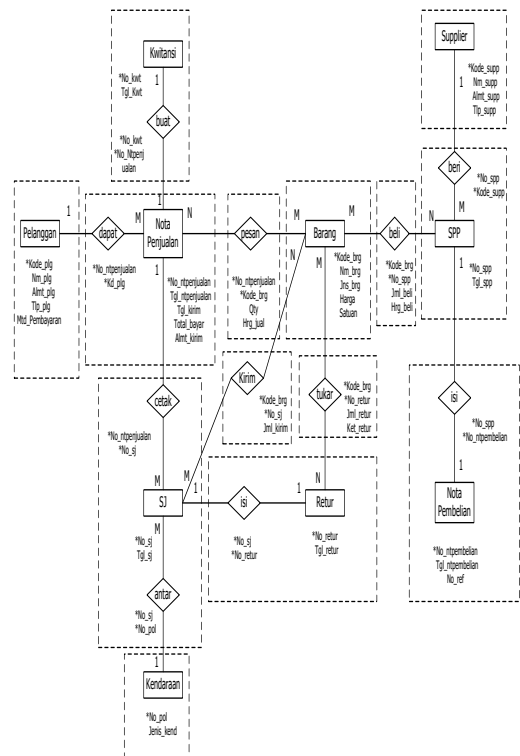 Kwitansi
*No_kwt
Tgl_Kwt
1
buat
*No_kwt
*No_Ntpenj
ualan
1
Supplier
*Kode_supp
Nm_supp
Almt_supp
Tlp_supp
1
beri
*No_spp
*Kode_supp
M
Pelanggan
1
dapat
M
Nota
Penjualan
N
pesan
M
Barang
M
beli
N
SPP
*Kode_plg
Nm_plg
Almt_plg
Tlp_plg
Mtd_Pembayaran
*No_ntpenjualan
*Kd_plg
1
*No_ntpenjualan
Tgl_ntpenjualan
Tgl_kirim
Total_bayar
Almt_kirim
*No_ntpenjualan
*Kode_brg
Qty
Hrg_jual
N
M
*Kode_brg
Nm_brg
Jns_brg
Harga
Satuan
*Kode_brg
*No_spp
Jml_beli
Hrg_beli
1
*No_spp
Tgl_spp
Kirim
*Kode_brg
*No_sj
Jml_kirim
tukar
*Kode_brg
*No_retur
Jml_retur
Ket_retur
isi
*No_spp
*No_ntpembelian
1
cetak
*No_ntpenjualan
*No_sj
M
M
SJ
1
isi
1
N
Retur
Nota
Pembelian
M
*No_sj
Tgl_sj
*No_sj
*No_retur
*No_retur
Tgl_retur
*No_ntpembelian
Tgl_ntpembelian
No_ref
antar
*No_sj
*No_pol
1
Kendaraan
*No_pol
Jenis_kend